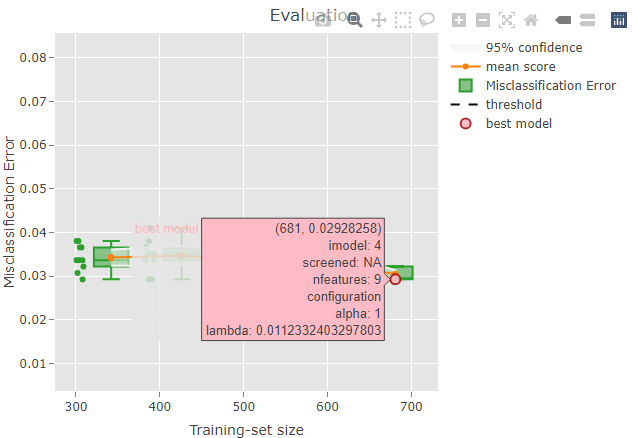 Evaluation
0.08
0.07
0.06
0.05
0.04
0.03
0.02
0.01
Misclassification Error
300
400
500
600
700
Training-set size
best model
(681, 0.02928258)
imodel: 4
screened: NA
nfeatures: 9
configuration
alpha: 1
lambda: 0.0112332403297803
95% confidence
mean score
Misclassification Error
threshold
best model